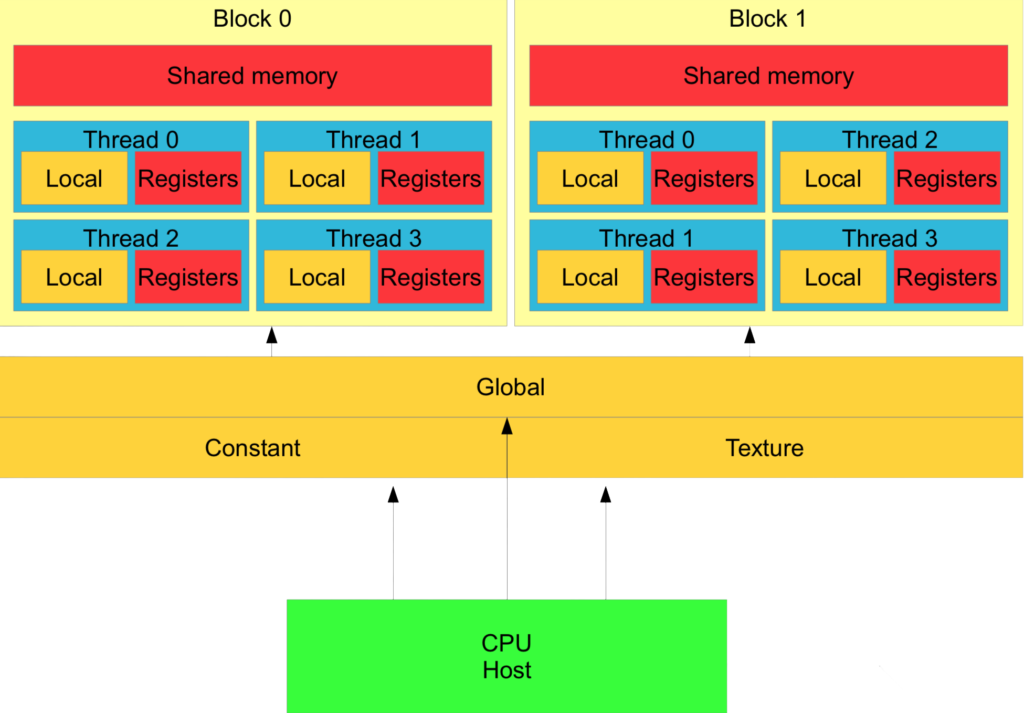 Block 0
Shared memory
Thread 0
Local Registers
Thread 1
Local Registers
Thread 2
Local Registers
Thread 3
Local Registers
Block 1
Shared memory
Thread 0
Local Registers
Thread 2
Local Registers
Thread 1
Local Registers
Thread 3
Local Registers
Global
Constant
Texture
CPU
Host